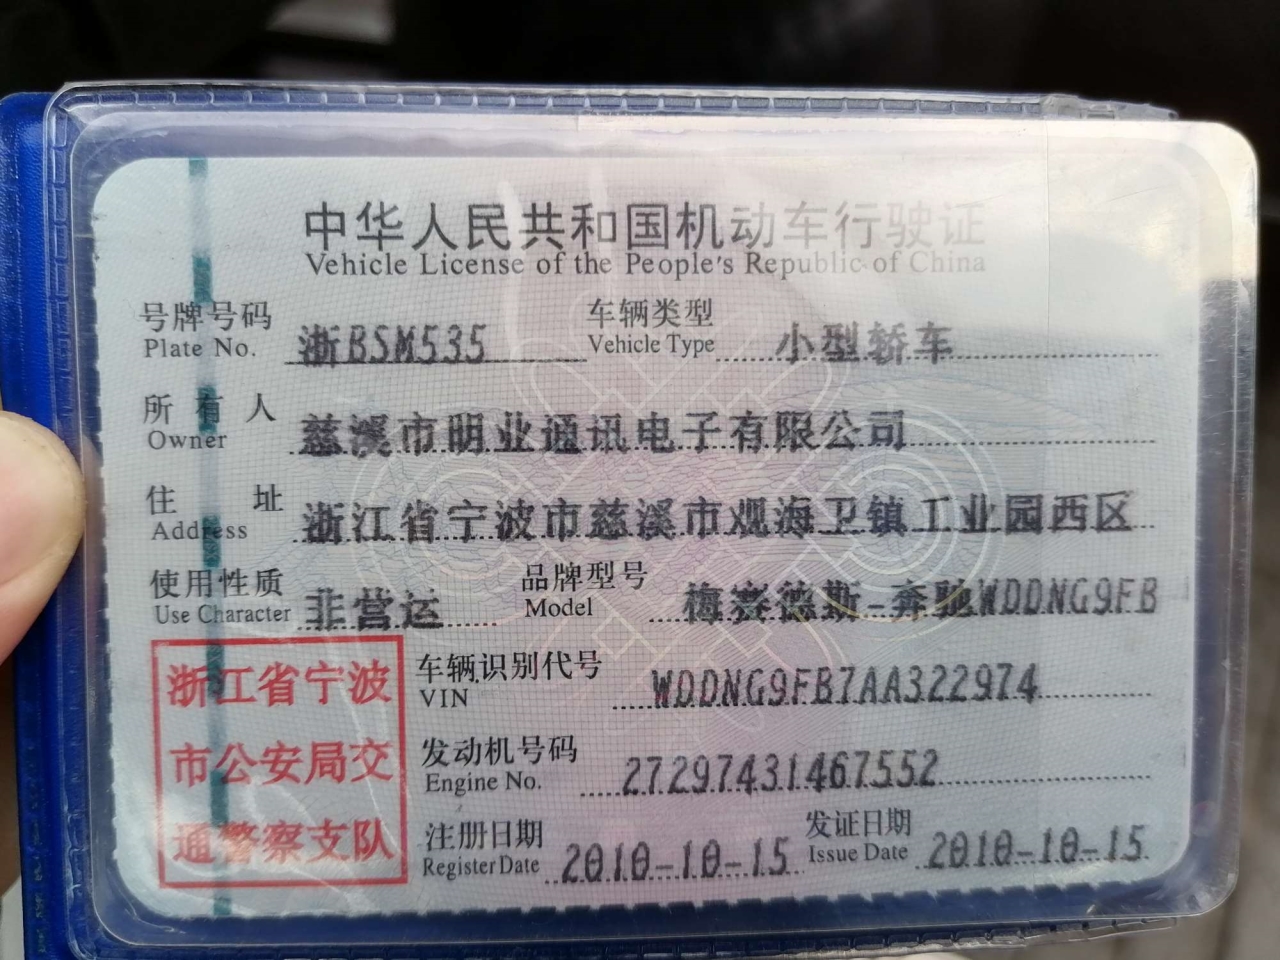 中华人民共和国机动车行驶证
Vehicle License of the People's Republic of China
号牌号码 浙BSM535 车辆类型 小型轿车
Plate No. Vehicle Type
所有人 慈溪市明业通讯电子有限公司
Owner
住址 浙江省宁波市慈溪市观海卫镇工业园西区
Address
使用性质 非营运 品牌型号 梅赛德斯-奔驰WDDNG9FB
Use Character Model
浙江省宁波
市公安局交
通警察支队
车辆识别代号 WDDNG9FB7AA322974
VIN
发动机号码 27297431467552
Engine No.
注册日期 2010-10-15 发证日期 2010-10-15
Register Date Issue Date